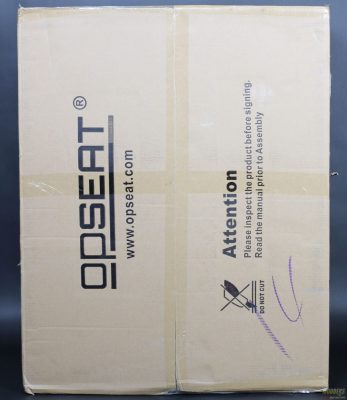 OPSEAT®
www.opseat.com
Attention
Please inspect the product before signing.
Read the manual prior to Assembly
DO NOT CUT